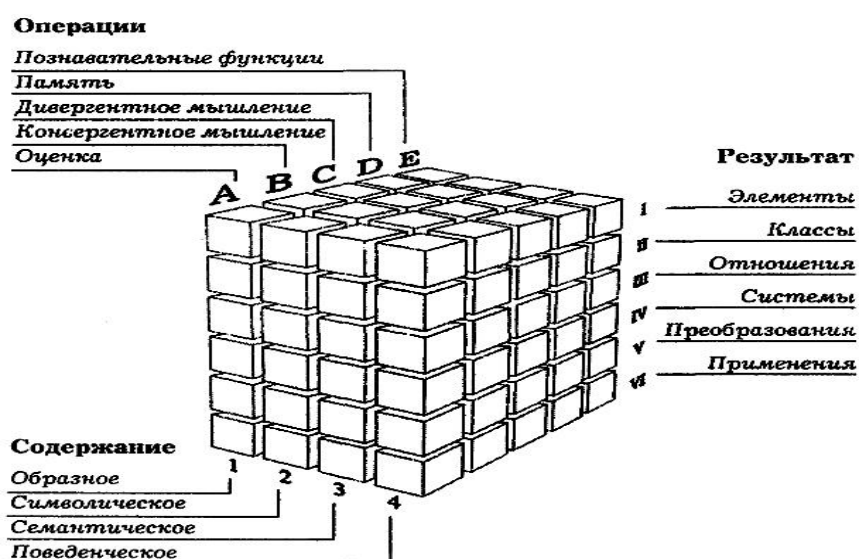 Операции
Познавательные функции
Память
Дивергентное мышление
Консергентное мышление
Оценка
A B C D E
Результат
I Элементы
II Классы
III Отношения
IV Системы
V Преобразования
VI Применения
Содержание
Образное
Символическое
Семантическое
Поведенческое
1 2 3 4